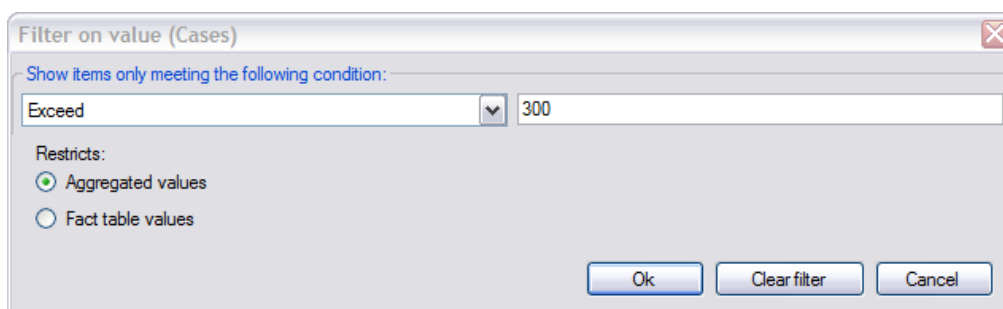 Filter on value (Cases)
Show items only meeting the following condition:
Exceed 300
Restricts:
Aggregated values
Fact table values
Ok Clear filter Cancel